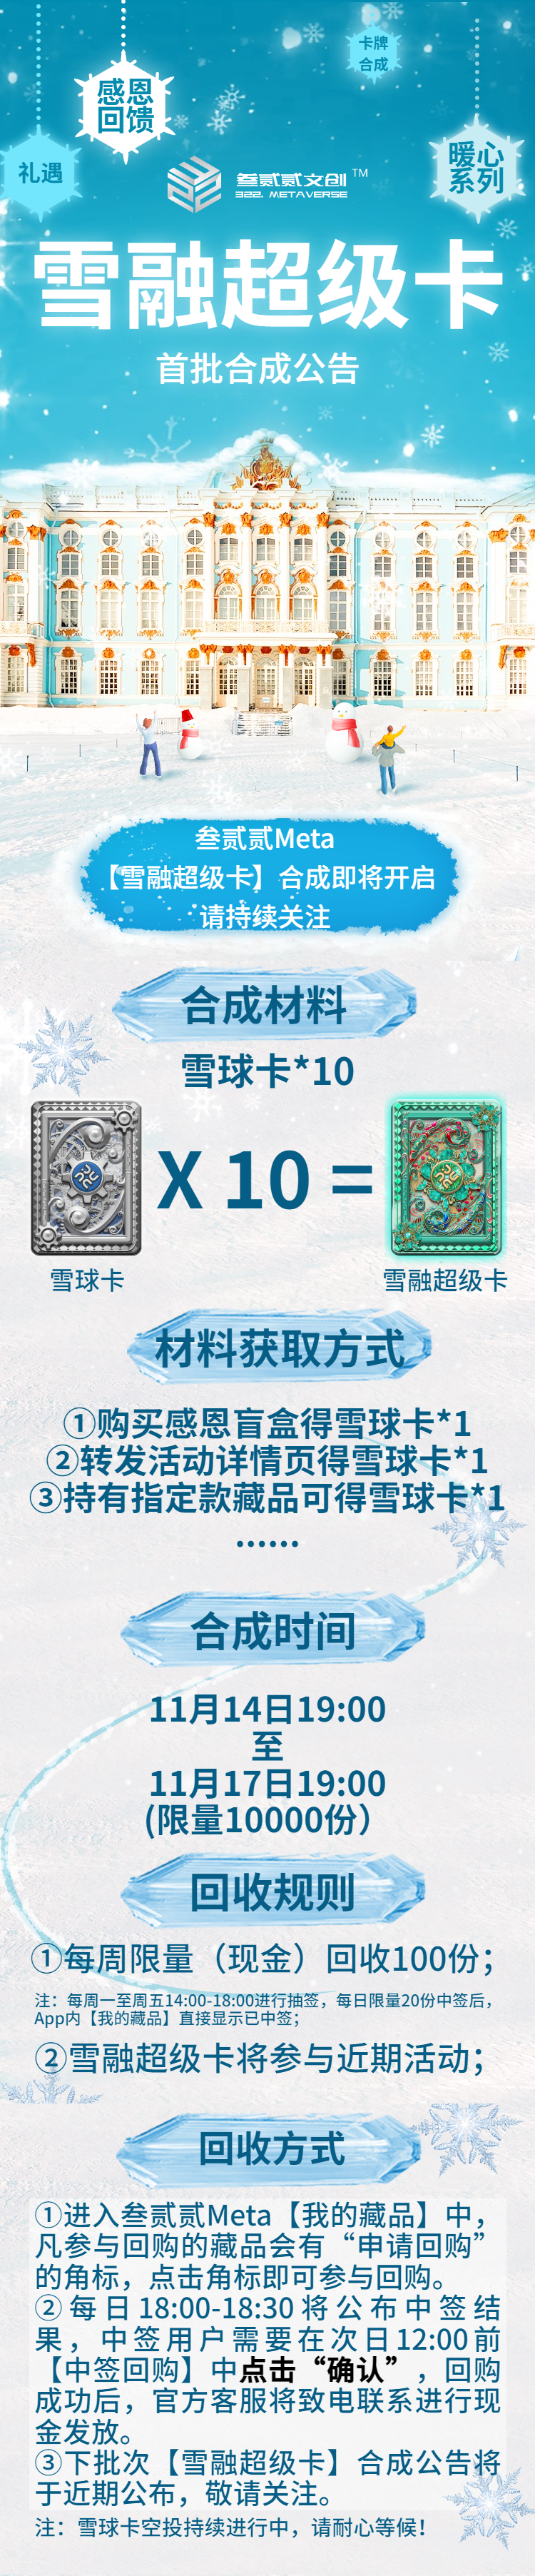 卡牌
合成
感恩
回馈
礼遇
暖心
系列
叁贰贰文创 TM
322 METAVERSE
雪融超级卡
首批合成公告
叁贰贰Meta
【雪融超级卡】合成即将开启
请持续关注
合成材料
雪球卡*10
X 10 =
雪球卡
雪融超级卡
材料获取方式
①购买感恩盲盒得雪球卡*1
②转发活动详情页得雪球卡*1
③持有指定款藏品可得雪球卡*1
……
合成时间
11月14日19:00
至
11月17日19:00
(限量10000份）
回收规则
①每周限量（现金）回收100份；
注：每周一至周五14:00-18:00进行抽签，每日限量20份中签后，
App内【我的藏品】直接显示已中签；
②雪融超级卡将参与近期活动；
回收方式
①进入叁贰贰Meta【我的藏品】中，
凡参与回购的藏品会有“申请回购”
的角标，点击角标即可参与回购。
②每日18:00-18:30将公布中签结
果，中签用户需要在次日12:00前
【中签回购】中点击“确认”，回购
成功后，官方客服将致电联系进行现
金发放。
③下批次【雪融超级卡】合成公告将
于近期公布，敬请关注。
注：雪球卡空投持续进行中，请耐心等候！